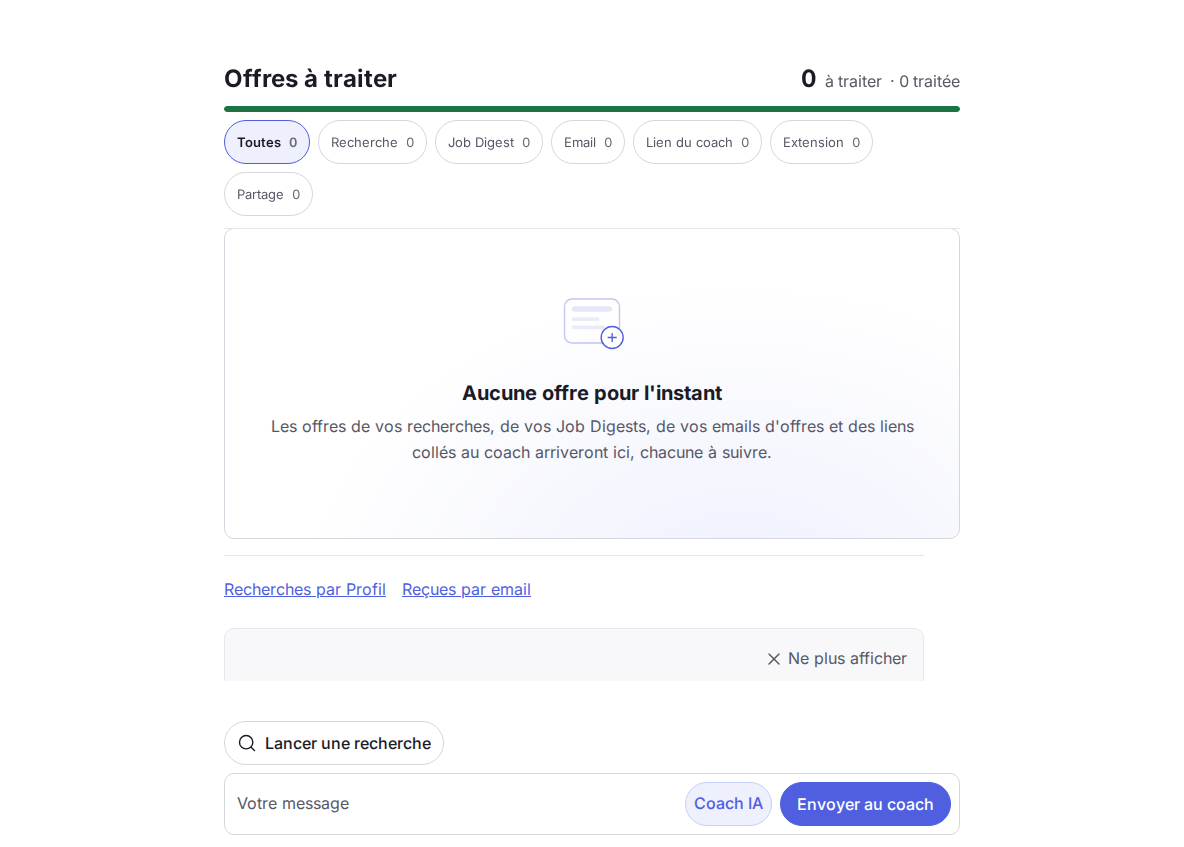 Offres à traiter
0 à traiter · 0 traitée
Toutes 0 Recherche 0 Job Digest 0 Email 0 Lien du coach 0 Extension 0
Partage 0
Aucune offre pour l'instant
Les offres de vos recherches, de vos Job Digests, de vos emails d'offres et des liens
collés au coach arriveront ici, chacune à suivre.
Recherches par Profil Reçues par email
Ne plus afficher
Lancer une recherche
Votre message Coach IA Envoyer au coach